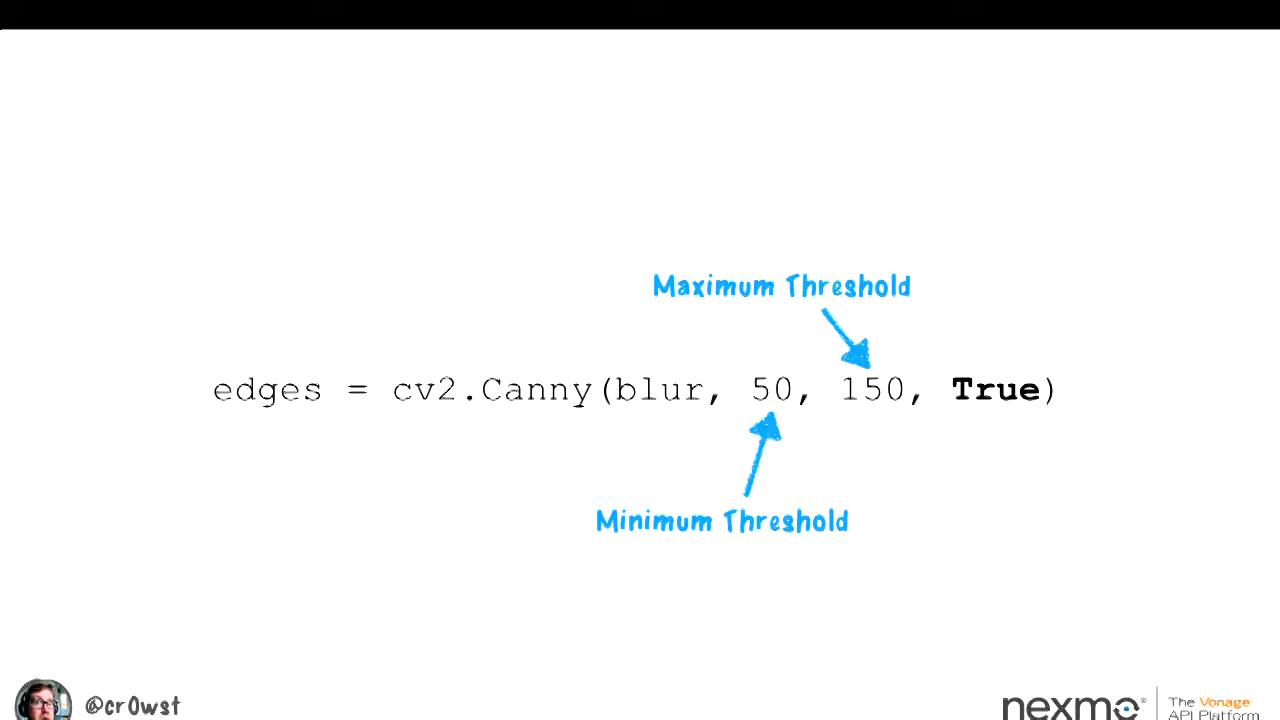 Maximum Threshold
edges = cv2.Canny(blur, 50, 150, True)
Minimum Threshold
@cr0wst
nexmo
The Vonage
API Platform